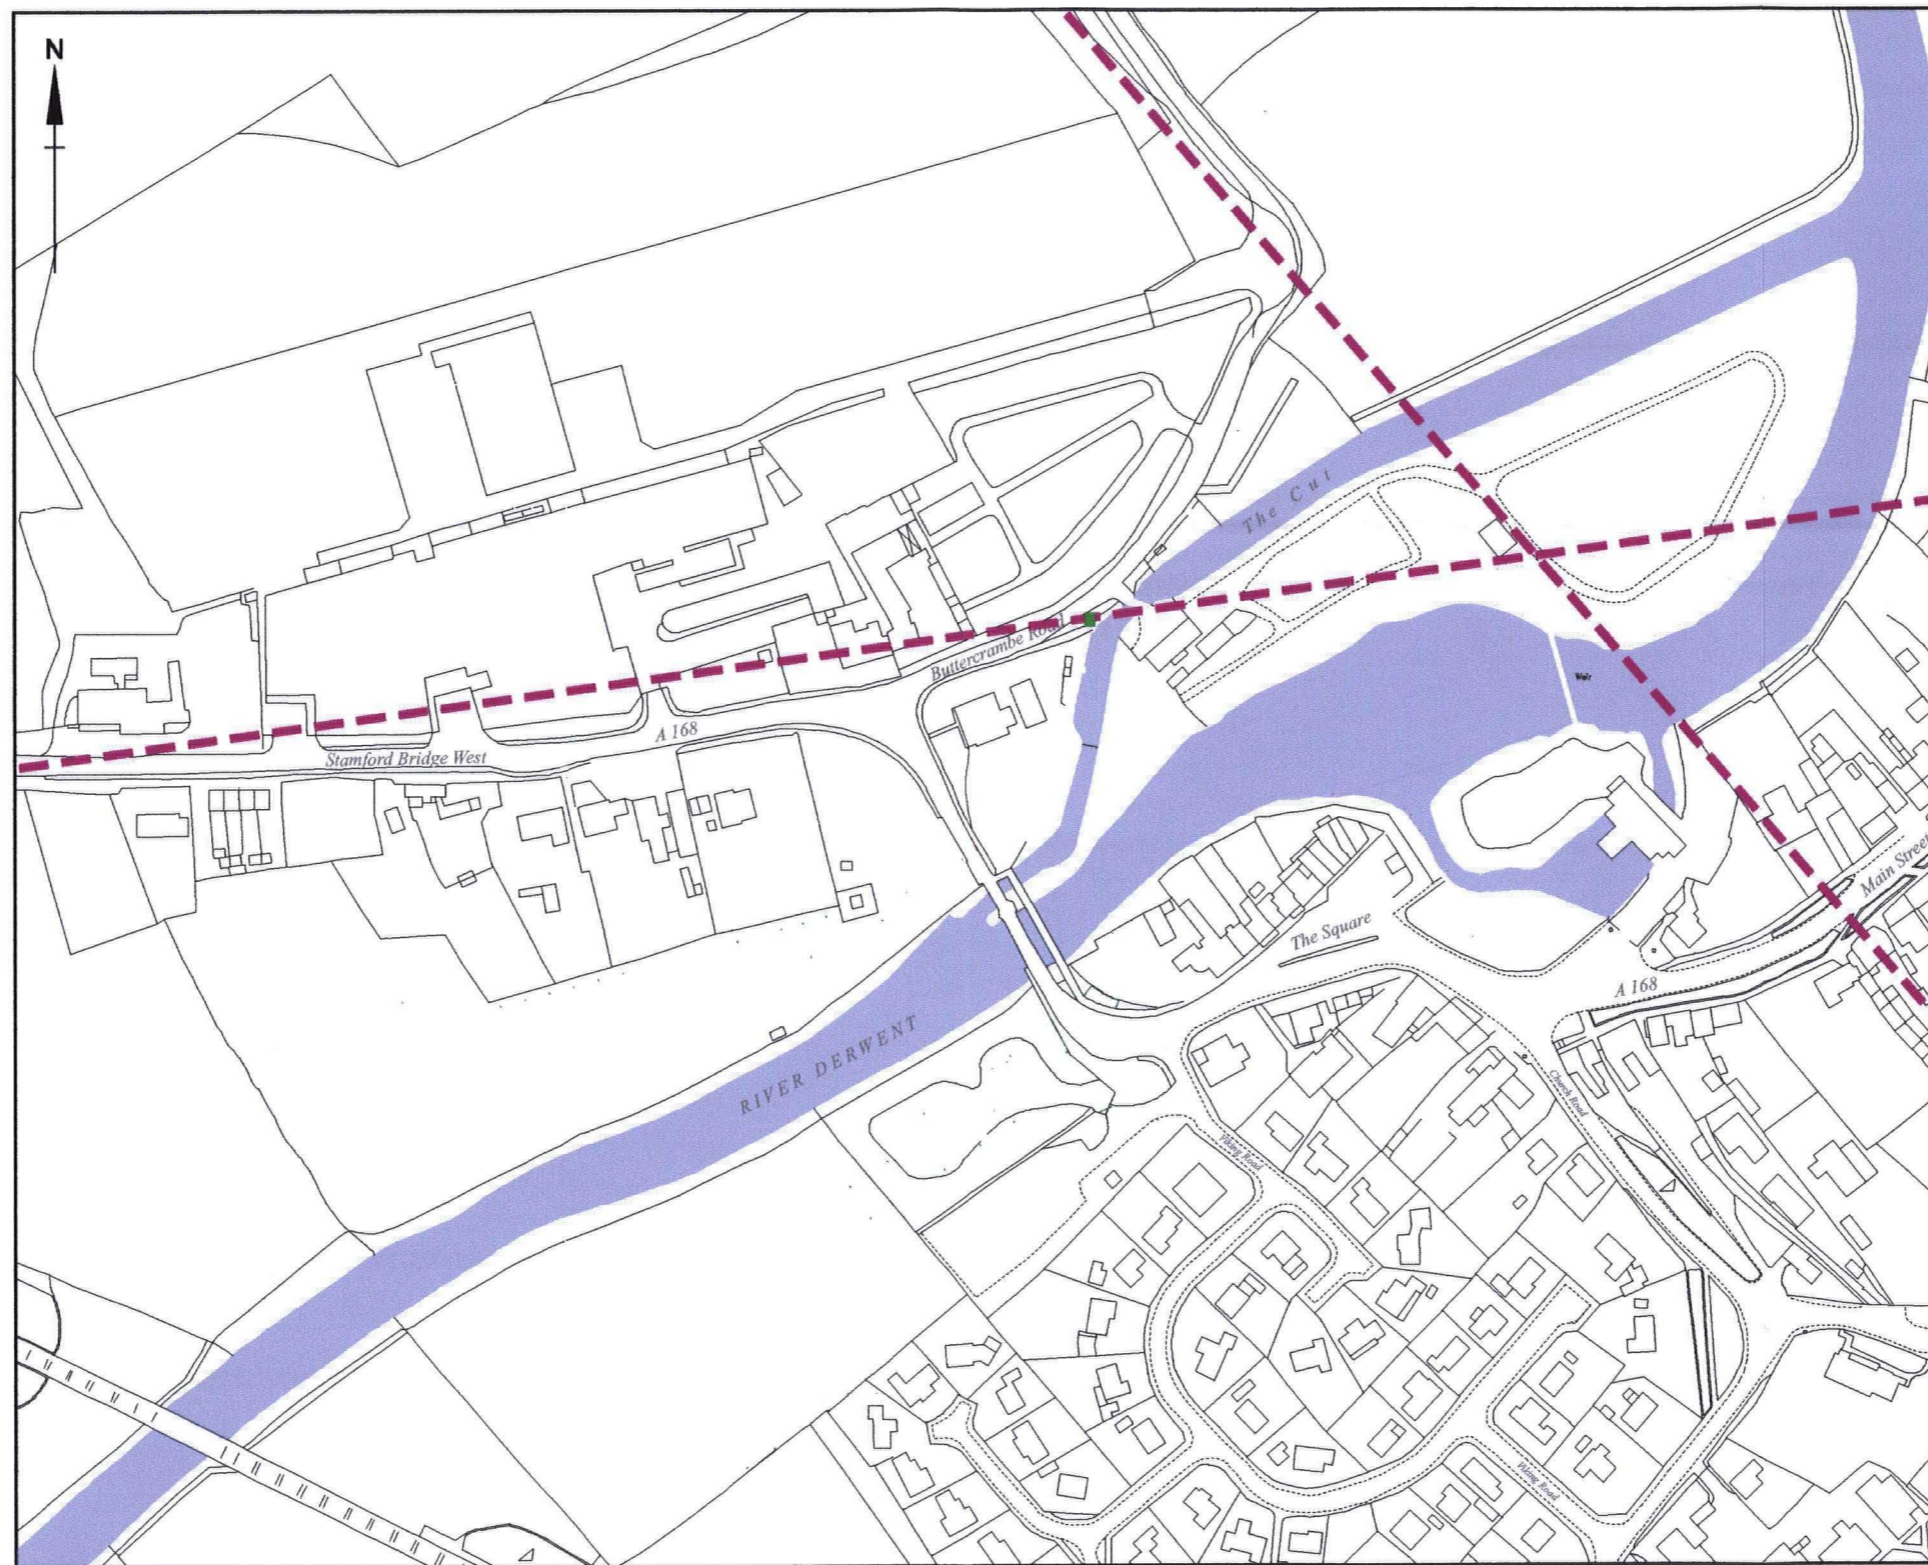 N
The Cut
Buttercrambe Road
A 168
Stamford Bridge West
Weir
Main Street
The Square
A 168
RIVER DERWENT
Church Road
Viking Road
Viking Road